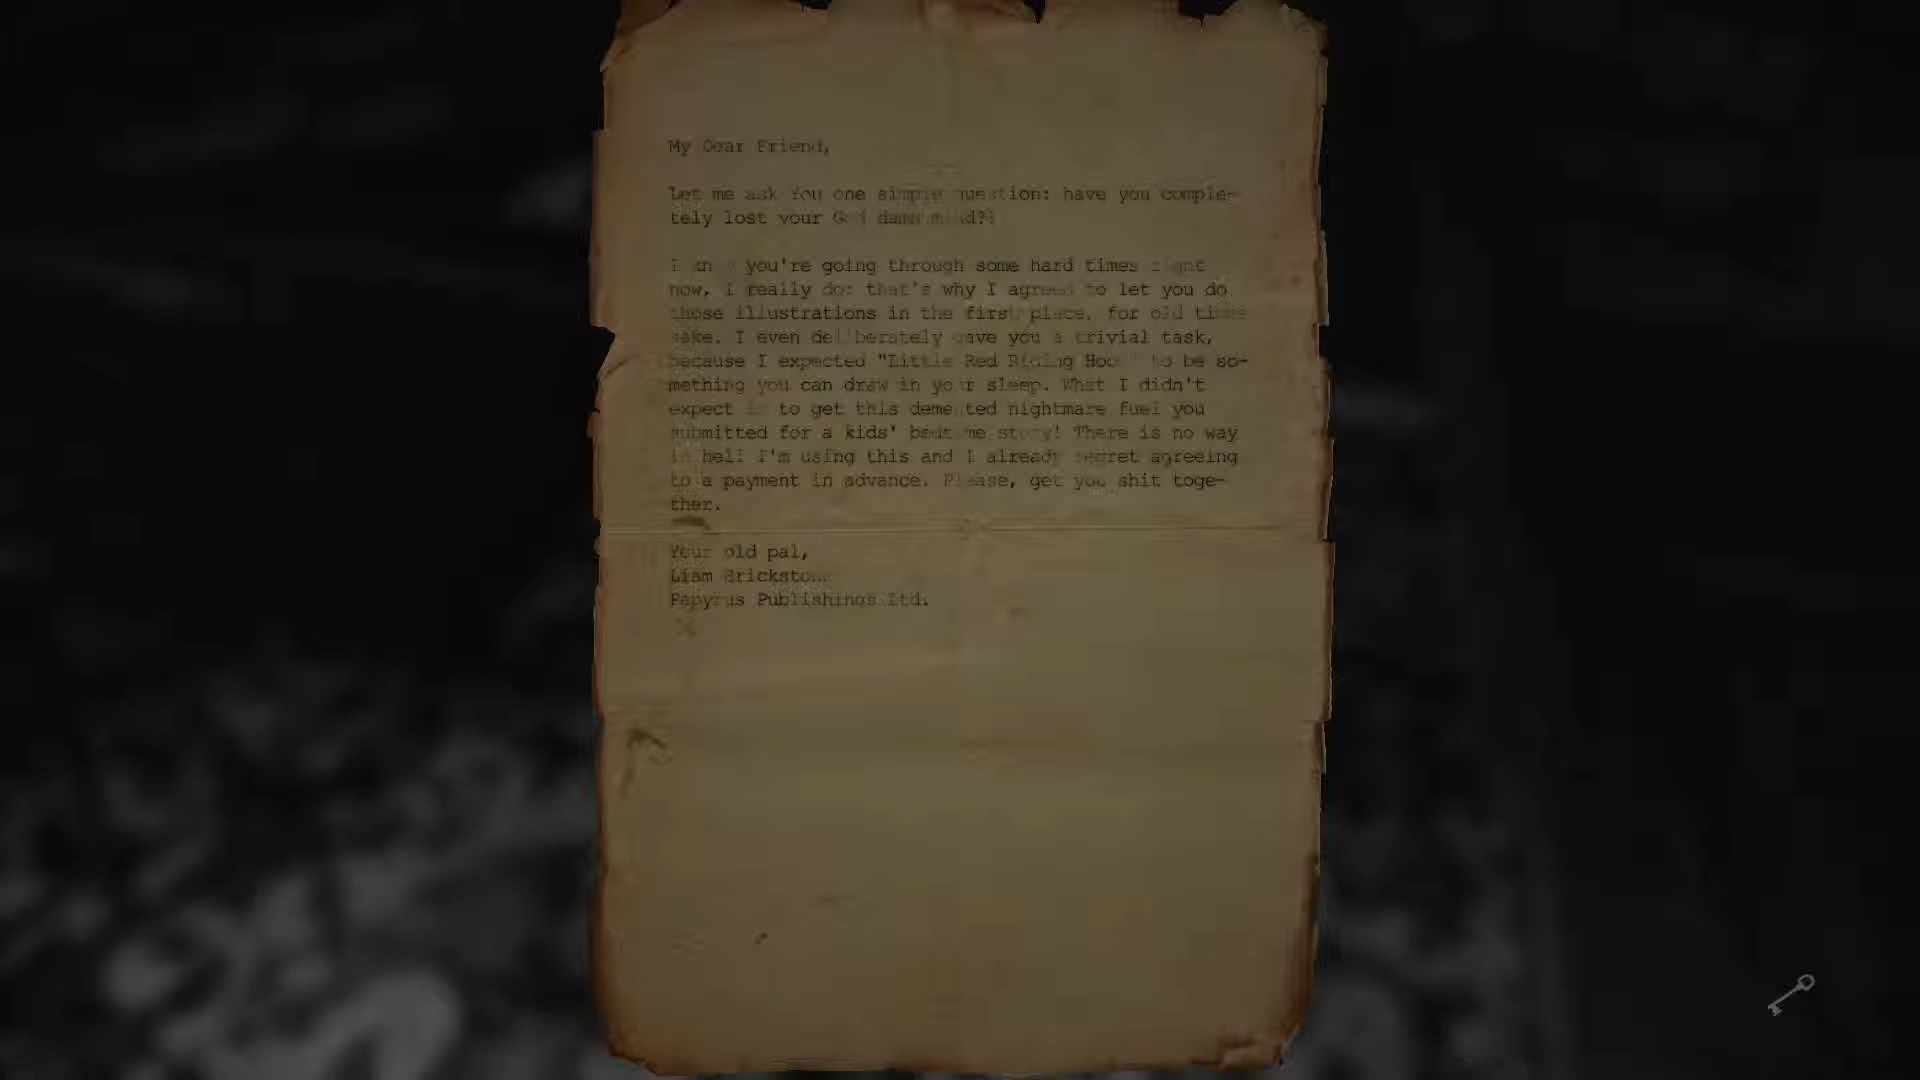 My Dear Friend,
Let me ask You one simple question: have you comple-
tely lost your God damn mind?!
I know you're going through some hard times right
now, I really do: that's why I agreed to let you do
those illustrations in the first place, for old times
sake. I even deliberately gave you a trivial task,
because I expected "Little Red Riding Hood" to be so-
mething you can draw in your sleep. What I didn't
expect is to get this demented nightmare fuel you
submitted for a kids' bedtime story! There is no way
in hell I'm using this and I already regret agreeing
to a payment in advance. Please, get you shit toge-
ther.
Your old pal,
Liam Brickstone
Papyrus Publishings Ltd.